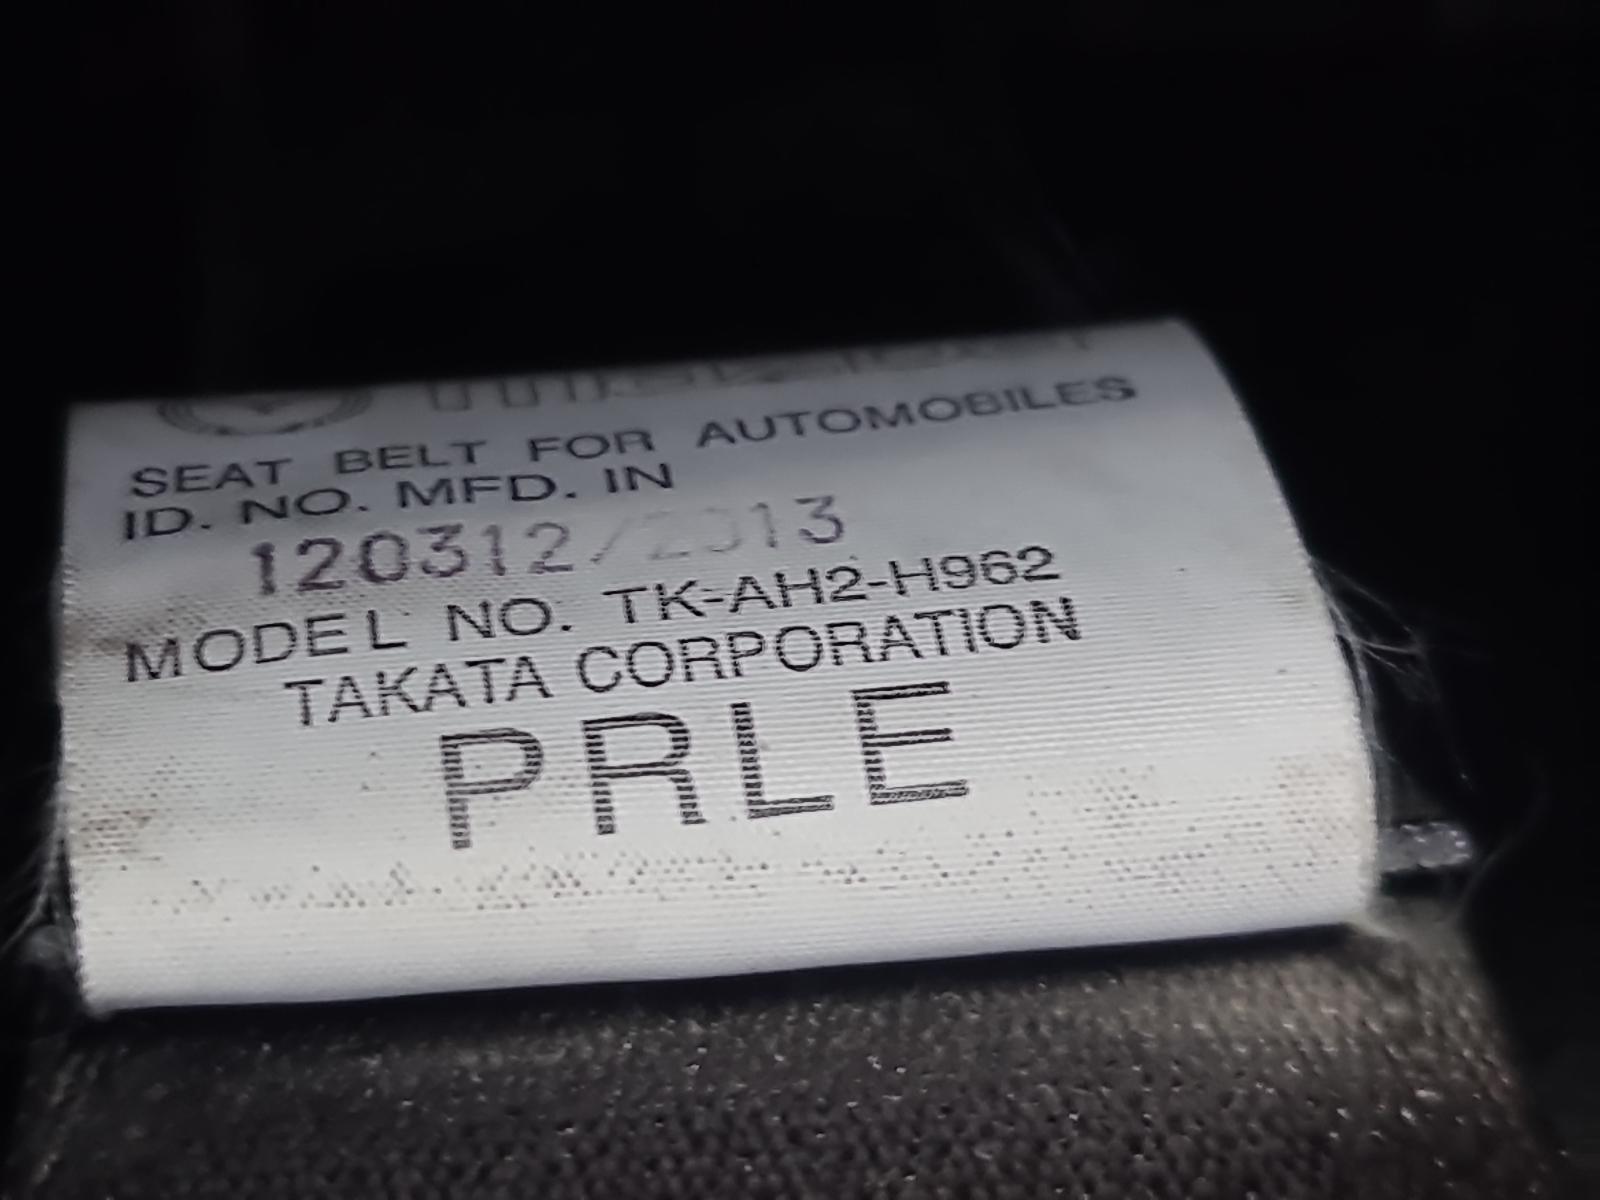 SEAT BELT FOR AUTOMOBILES
ID. NO. MFD. IN
120312/2013
MODEL NO. TK-AH2-H962
TAKATA CORPORATION
PRLE